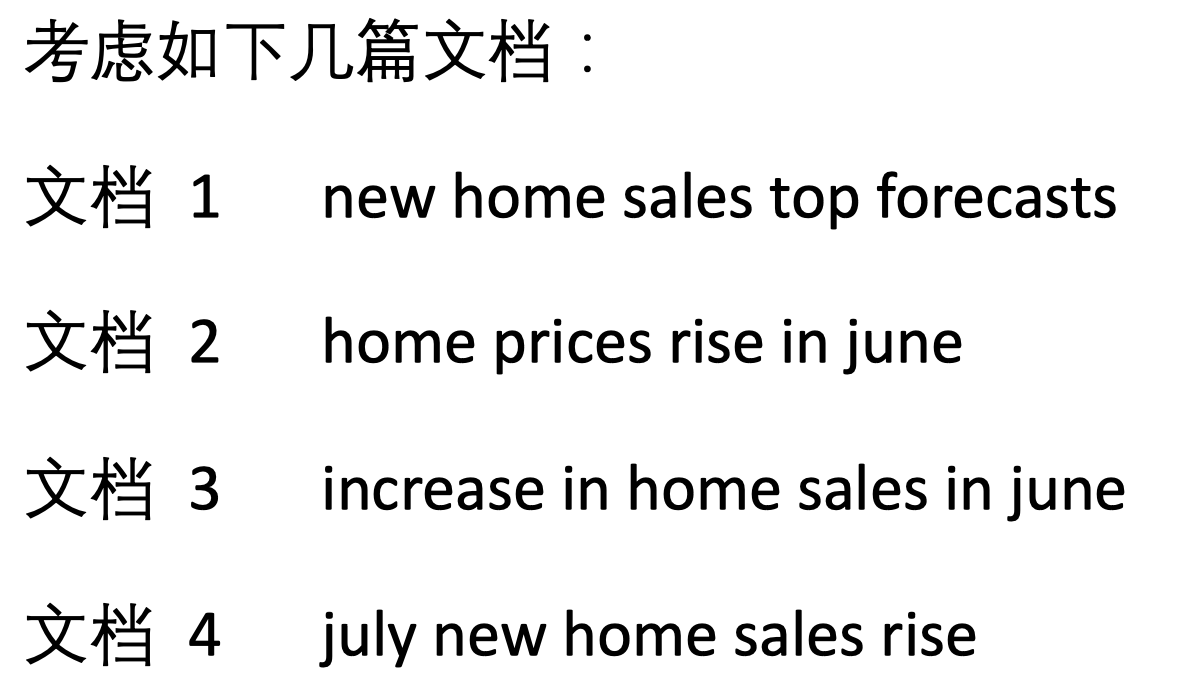 考虑如下几篇文档：
文档 1 new home sales top forecasts
文档 2 home prices rise in june
文档 3 increase in home sales in june
文档 4 july new home sales rise